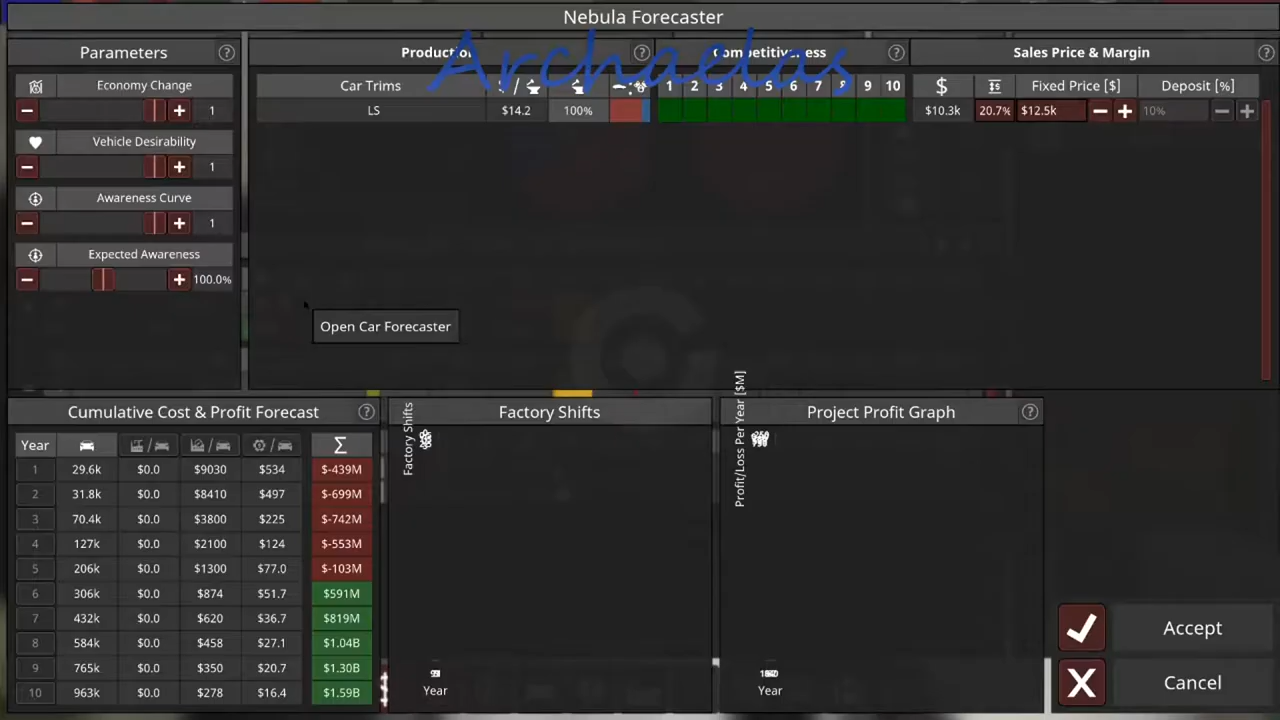 Nebula Forecaster
Archaelas
Parameters ?
Economy Change
1
Vehicle Desirability
1
Awareness Curve
1
Expected Awareness
100.0%
Production ? Competitiveness ? Sales Price & Margin ?
Car Trims $ / 1 2 3 4 5 6 7 8 9 10 $ Fixed Price [$] Deposit [%]
LS $14.2 100% $10.3k 20.7% $12.5k 10%
Open Car Forecaster
Cumulative Cost & Profit Forecast ?
Year / / / Σ
1 29.6k $0.0 $9030 $534 $-439M
2 31.8k $0.0 $8410 $497 $-699M
3 70.4k $0.0 $3800 $225 $-742M
4 127k $0.0 $2100 $124 $-553M
5 206k $0.0 $1300 $77.0 $-103M
6 306k $0.0 $874 $51.7 $591M
7 432k $0.0 $620 $36.7 $819M
8 584k $0.0 $458 $27.1 $1.04B
9 765k $0.0 $350 $20.7 $1.30B
10 963k $0.0 $278 $16.4 $1.59B
Factory Shifts
Factory Shifts
Year
Project Profit Graph ?
Profit/Loss Per Year [$M]
Year
Accept
Cancel